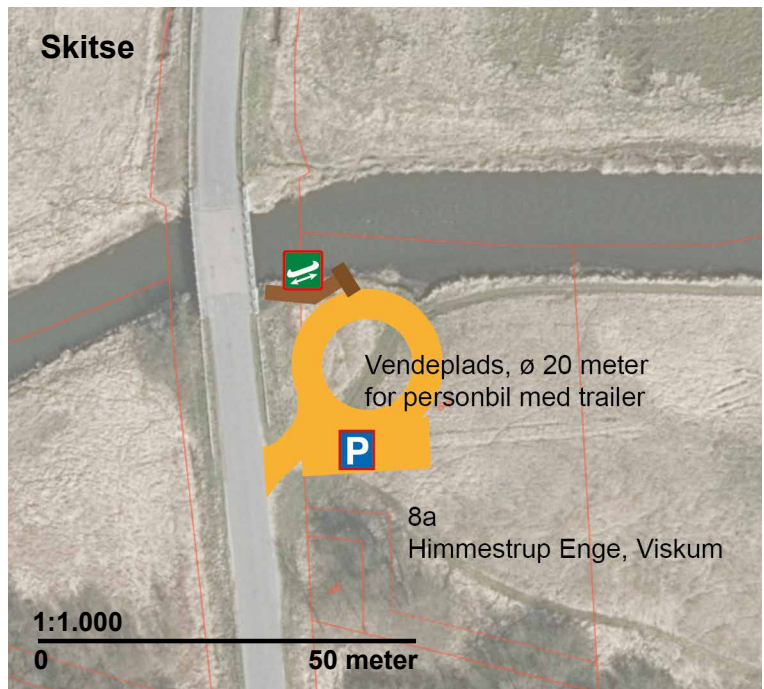 Skitse
Vendeplads, ø 20 meter
for personbil med trailer
P
8a
Himmestrup Enge, Viskum
1:1.000
0 50 meter